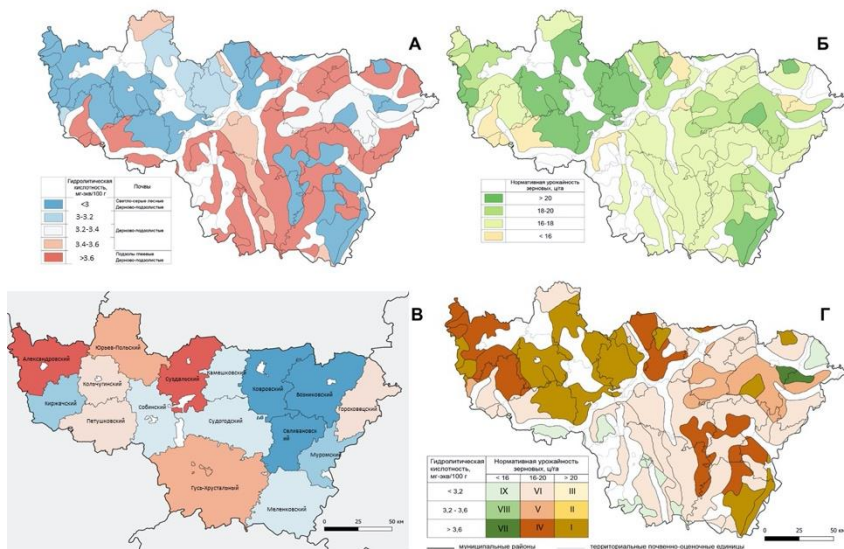 А
Гидролитическая кислотность, мг-экв/100 г
Почвы
<3
Светло-серые лесные
Дерново-подзолистые
3-3.2
3.2-3.4
Дерново-подзолистые
3.4-3.6
>3.6
Подзолы глеевые
Дерново-подзолистые
Б
Нормативная урожайность зерновых, ц/га
> 20
18-20
16-18
< 16
В
Александровский
Юрьев-Польский
Суздальский
Камешковский
Кольчугинский
Ковровский
Вязниковский
Гороховецкий
Киржачский
Собинский
Судогодский
Петушковский
Селивановский
Муромский
Гусь-Хрустальный
Меленковский
0 25 50 км
Г
Гидролитическая кислотность, мг-экв/100 г
Нормативная урожайность зерновых, ц/га
< 16
16-20
> 20
< 3,2
IX
VI
III
3,2 - 3,6
VIII
V
II
> 3,6
VII
IV
I
0 25 50 км
муниципальные районы
территориальные почвенно-оценочные единицы